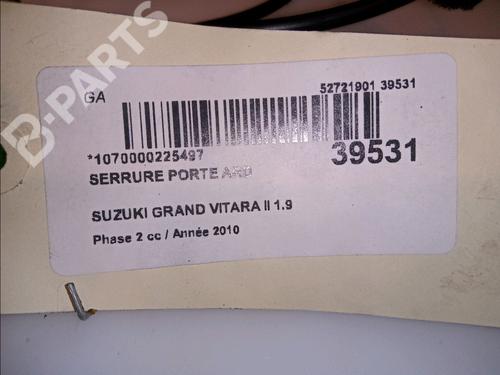 B-PARTS
GA
52721901 39531
*1070000225497
39531
SERRURE PORTE ARD
SUZUKI GRAND VITARA II 1.9
Phase 2 cc / Année 2010